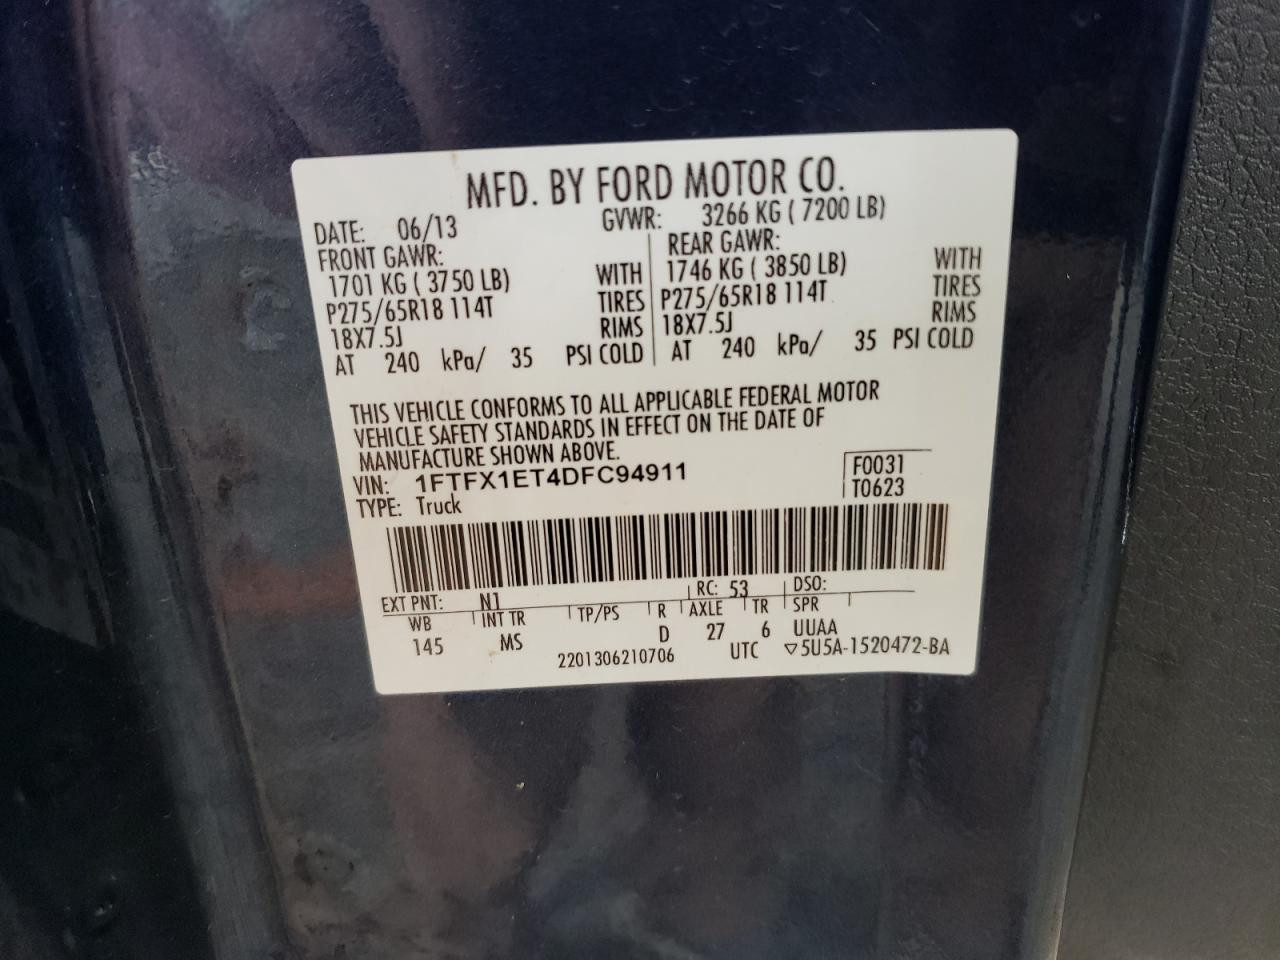 MFD. BY FORD MOTOR CO.
DATE: 06/13 GVWR: 3266 KG ( 7200 LB)
FRONT GAWR: REAR GAWR:
1701 KG ( 3750 LB) WITH 1746 KG ( 3850 LB) WITH
P275/65R18 114T TIRES P275/65R18 114T TIRES
18X7.5J RIMS 18X7.5J RIMS
AT 240 kPa/ 35 PSI COLD AT 240 kPa/ 35 PSI COLD
THIS VEHICLE CONFORMS TO ALL APPLICABLE FEDERAL MOTOR
VEHICLE SAFETY STANDARDS IN EFFECT ON THE DATE OF
MANUFACTURE SHOWN ABOVE.
VIN: 1FTFX1ET4DFC94911 F0031
TYPE: Truck T0623
EXT PNT: N1 RC: 53 DSO:
WB INT TR TP/PS R AXLE TR SPR
145 MS D 27 6 UUAA
2201306210706 UTC ▽5U5A-1520472-BA